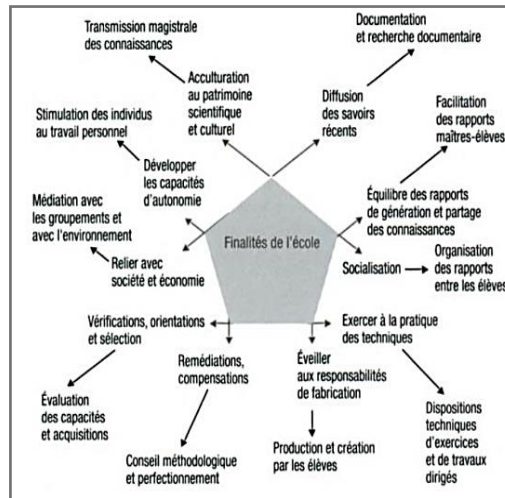 Transmission magistrale
des connaissances
Documentation
et recherche documentaire
Acculturation
au patrimoine
scientifique
et culturel
Diffusion
des savoirs
récents
Stimulation des individus
au travail personnel
Facilitation
des rapports
maîtres-élèves
Développer
les capacités
d'autonomie
Médiation avec
les groupements et
avec l'environnement
Équilibre des rapports
de génération et partage
des connaissances
Finalités de l'école
Relier avec
société et économie
Socialisation
Organisation
des rapports
entre les élèves
Vérifications, orientations
et sélection
Remédiations,
compensations
Éveiller
aux responsabilités
de fabrication
Exercer à la pratique
des techniques
Évaluation
des capacités
et acquisitions
Conseil méthodologique
et perfectionnement
Production et création
par les élèves
Dispositions
techniques
d'exercices
et de travaux
dirigés